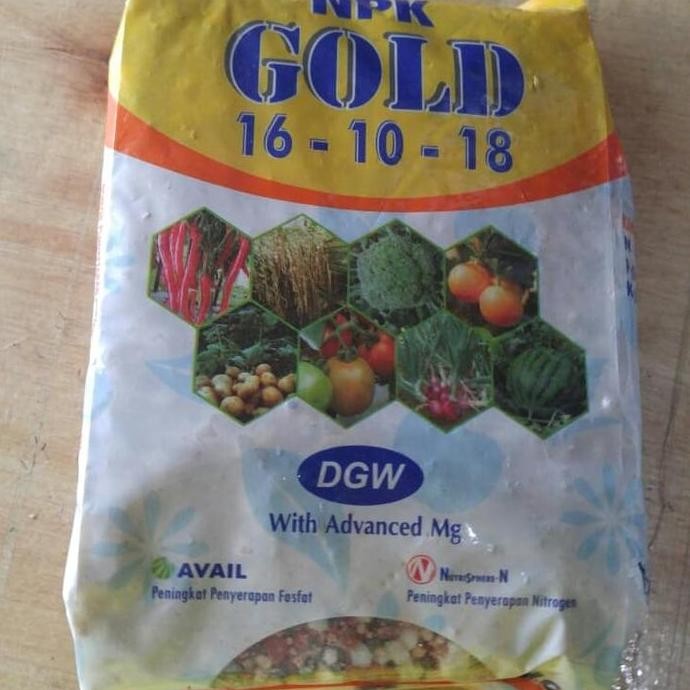 NPK
GOLD
16 - 10 - 18
DGW
With Advanced Mg
AVAIL
Peningkat Penyerapan Fosfat
N NutriSphere-N
Peningkat Penyerapan Nitrogen